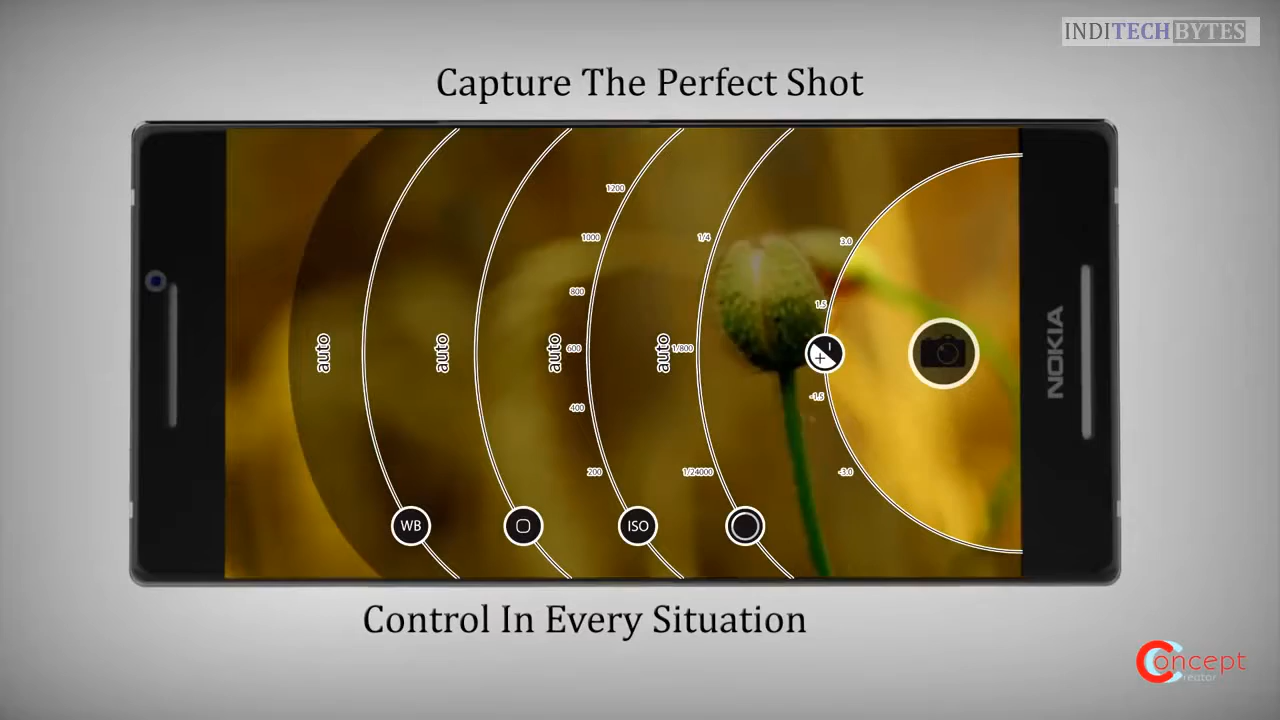 INDITECHBYTES
Capture The Perfect Shot
1200
1000
1/4
3.0
800
1.5
auto
auto
auto
600
auto
1/800
-1.5
400
200
1/24000
-3.0
WB
ISO
NOKIA
Control In Every Situation
Concept
Creator